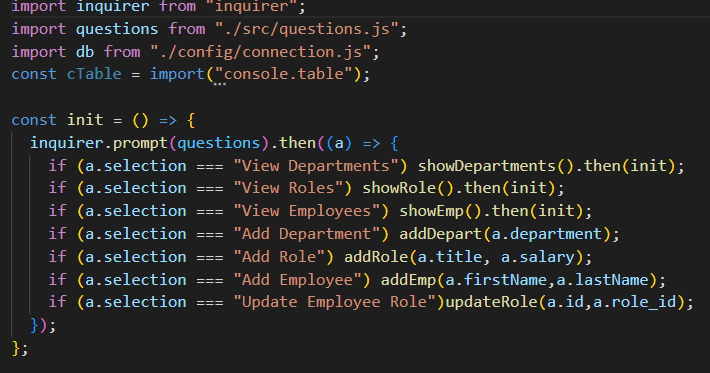 import inquirer from "inquirer";
import questions from "./src/questions.js";
import db from "./config/connection.js";
const cTable = import("console.table");
const init = () => {
inquirer.prompt(questions).then((a) => {
if (a.selection === "View Departments") showDepartments().then(init);
if (a.selection === "View Roles") showRole().then(init);
if (a.selection === "View Employees") showEmp().then(init);
if (a.selection === "Add Department") addDepart(a.department);
if (a.selection === "Add Role") addRole(a.title, a.salary);
if (a.selection === "Add Employee") addEmp(a.firstName,a.lastName);
if (a.selection === "Update Employee Role")updateRole(a.id,a.role_id);
});
};